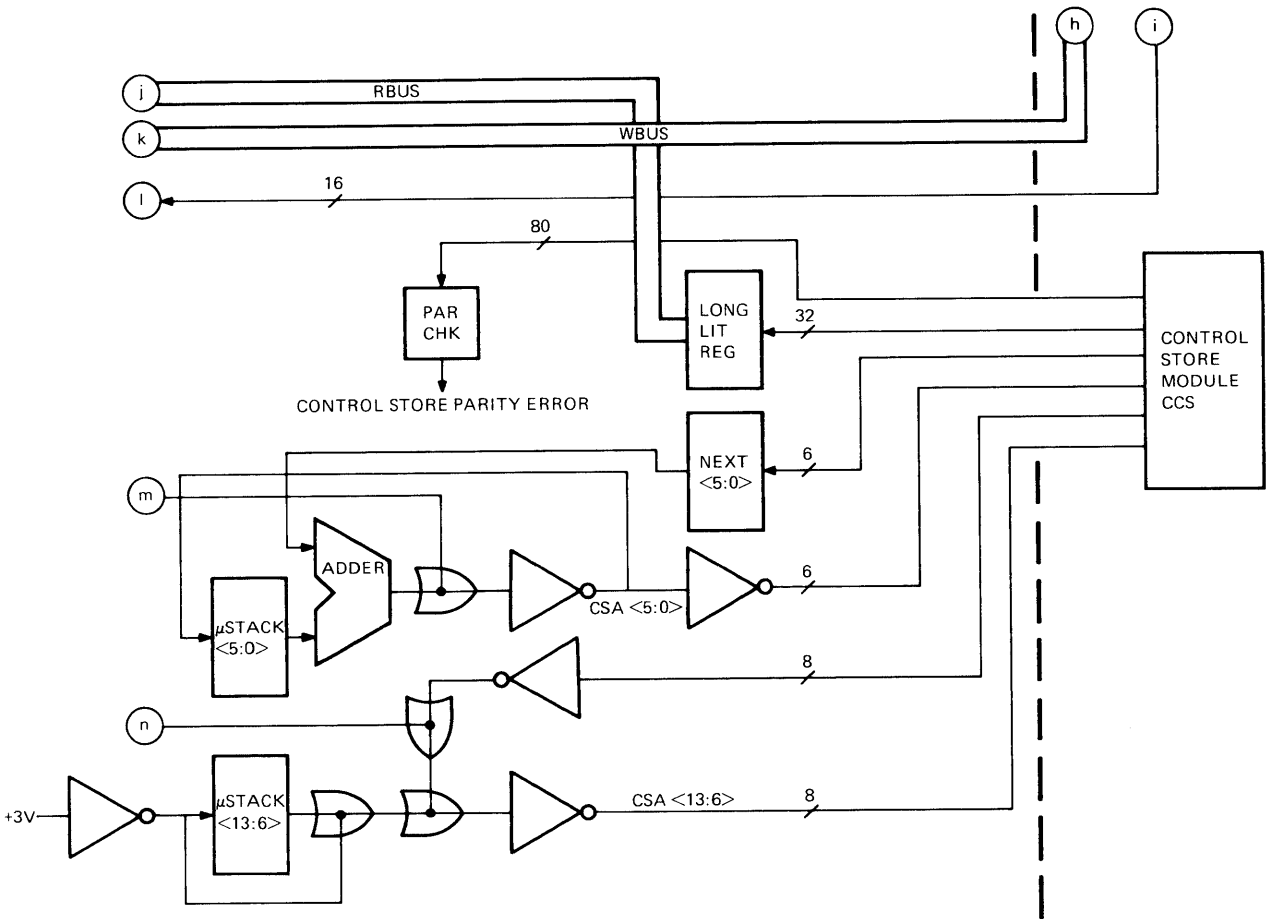 h
i
j
RBUS
k
WBUS
l
16
80
PAR
CHK
LONG
LIT
REG
32
CONTROL
STORE
MODULE
CCS
CONTROL STORE PARITY ERROR
NEXT
<5:0>
6
m
ADDER
μSTACK
<5:0>
CSA <5:0>
6
8
n
+3V
μSTACK
<13:6>
CSA <13:6>
8